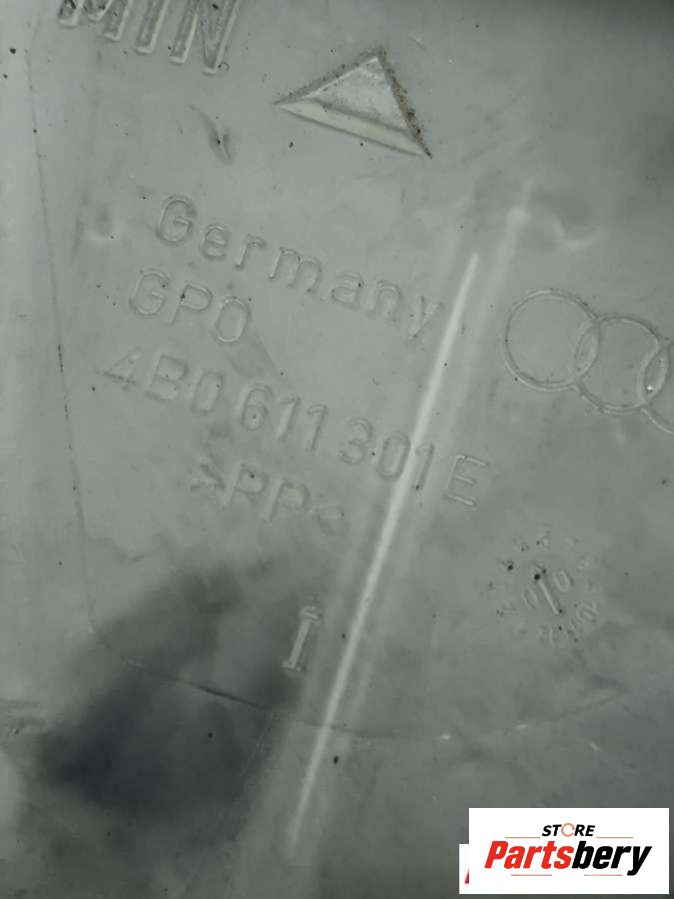 MIN
Germany
GPO
4B0 611 301 E
>PP<
I
STORE
Partsbery